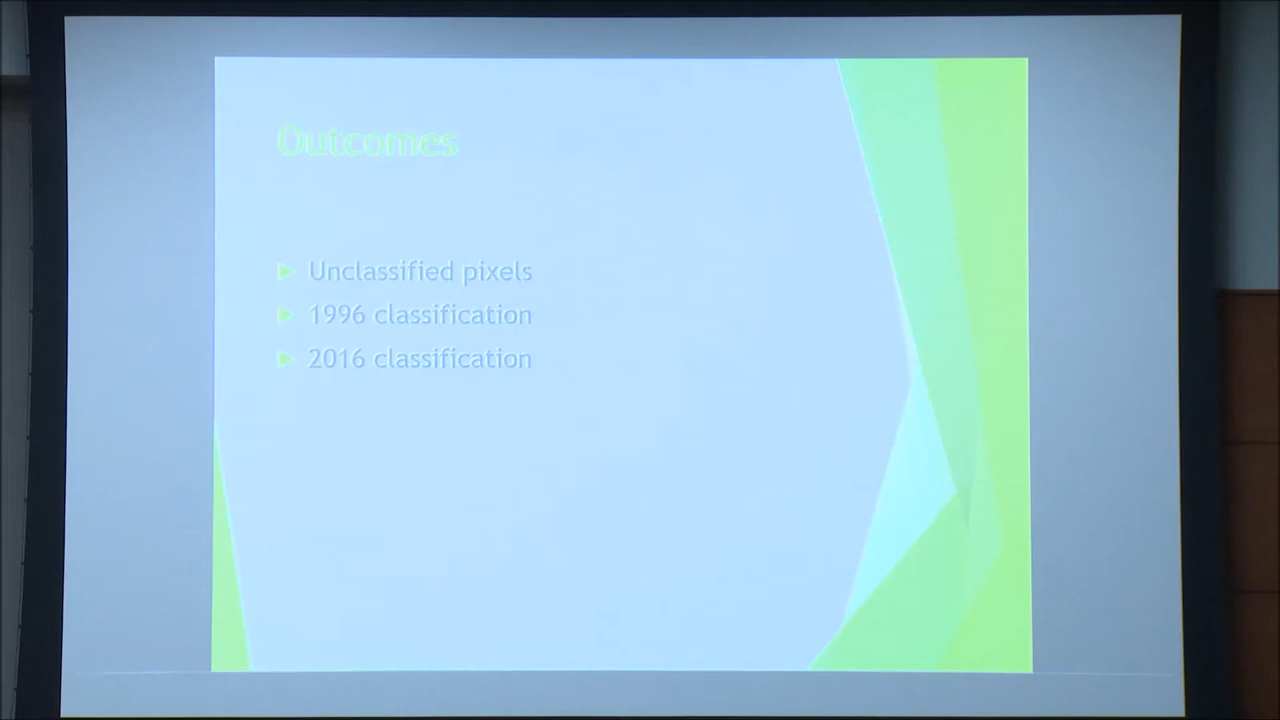 Outcomes
Unclassified pixels
1996 classification
2016 classification